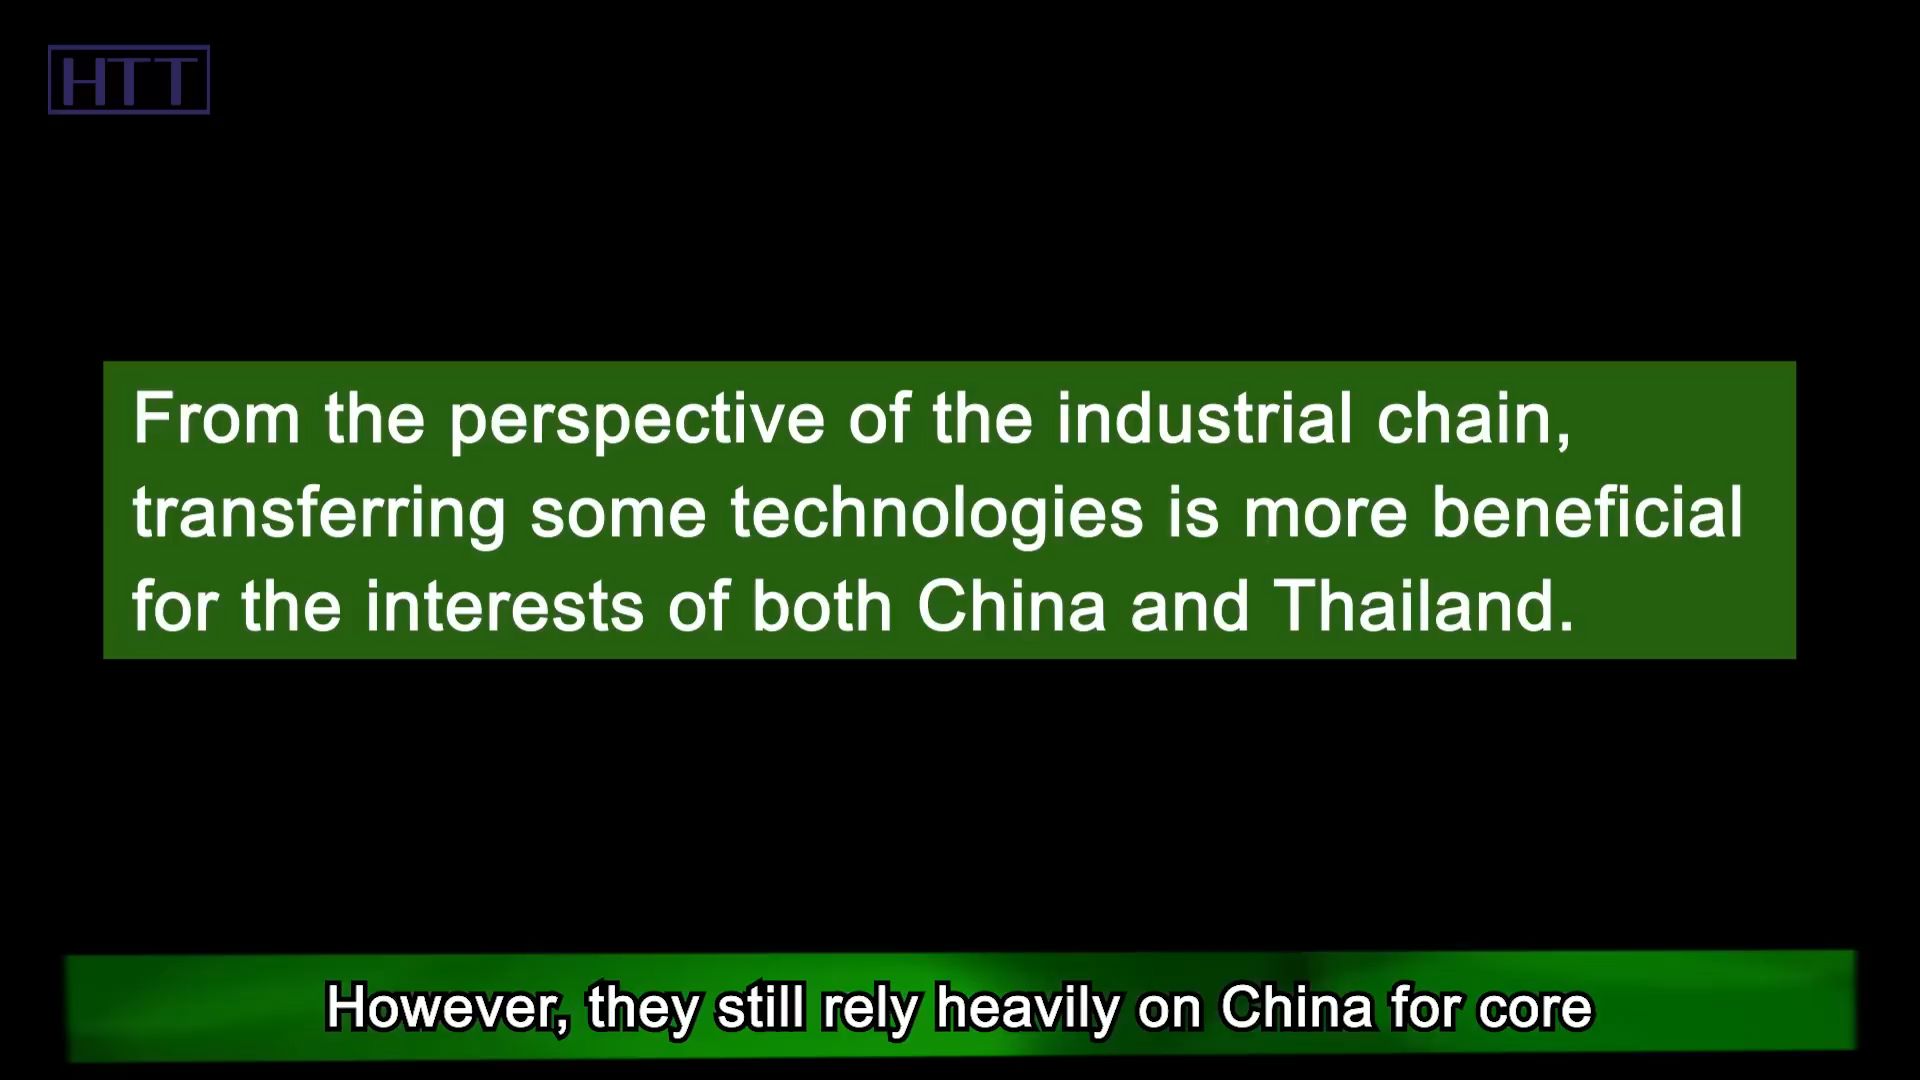 HTT
From the perspective of the industrial chain,
transferring some technologies is more beneficial
for the interests of both China and Thailand.
However, they still rely heavily on China for core